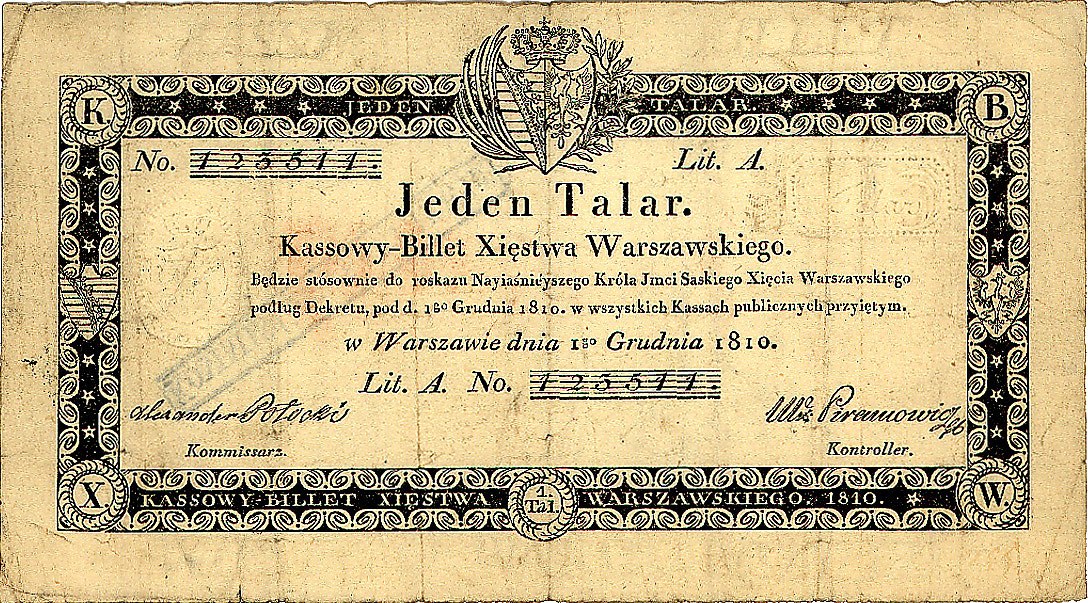 K JEDEN TALAR. B
No. 123511. Lit. A.
Jeden Talar.
Kassowy-Billet Xięstwa Warszawskiego.
Będzie stósownie do roskazu Nayiaśnieyszego Króla Jmci Saskiego Xięcia Warszawskiego
podług Dekretu, pod d. 1go Grudnia 1810. w wszystkich Kassach publicznych przyiętym.
w Warszawie dnia 1go Grudnia 1810.
Lit. A. No. 123511.
Alexander Potocki
Kommissarz. Kontroller.
X KASSOWY-BILLET XIĘSTWA 1. Tal. WARSZAWSKIEGO. 1810. W.